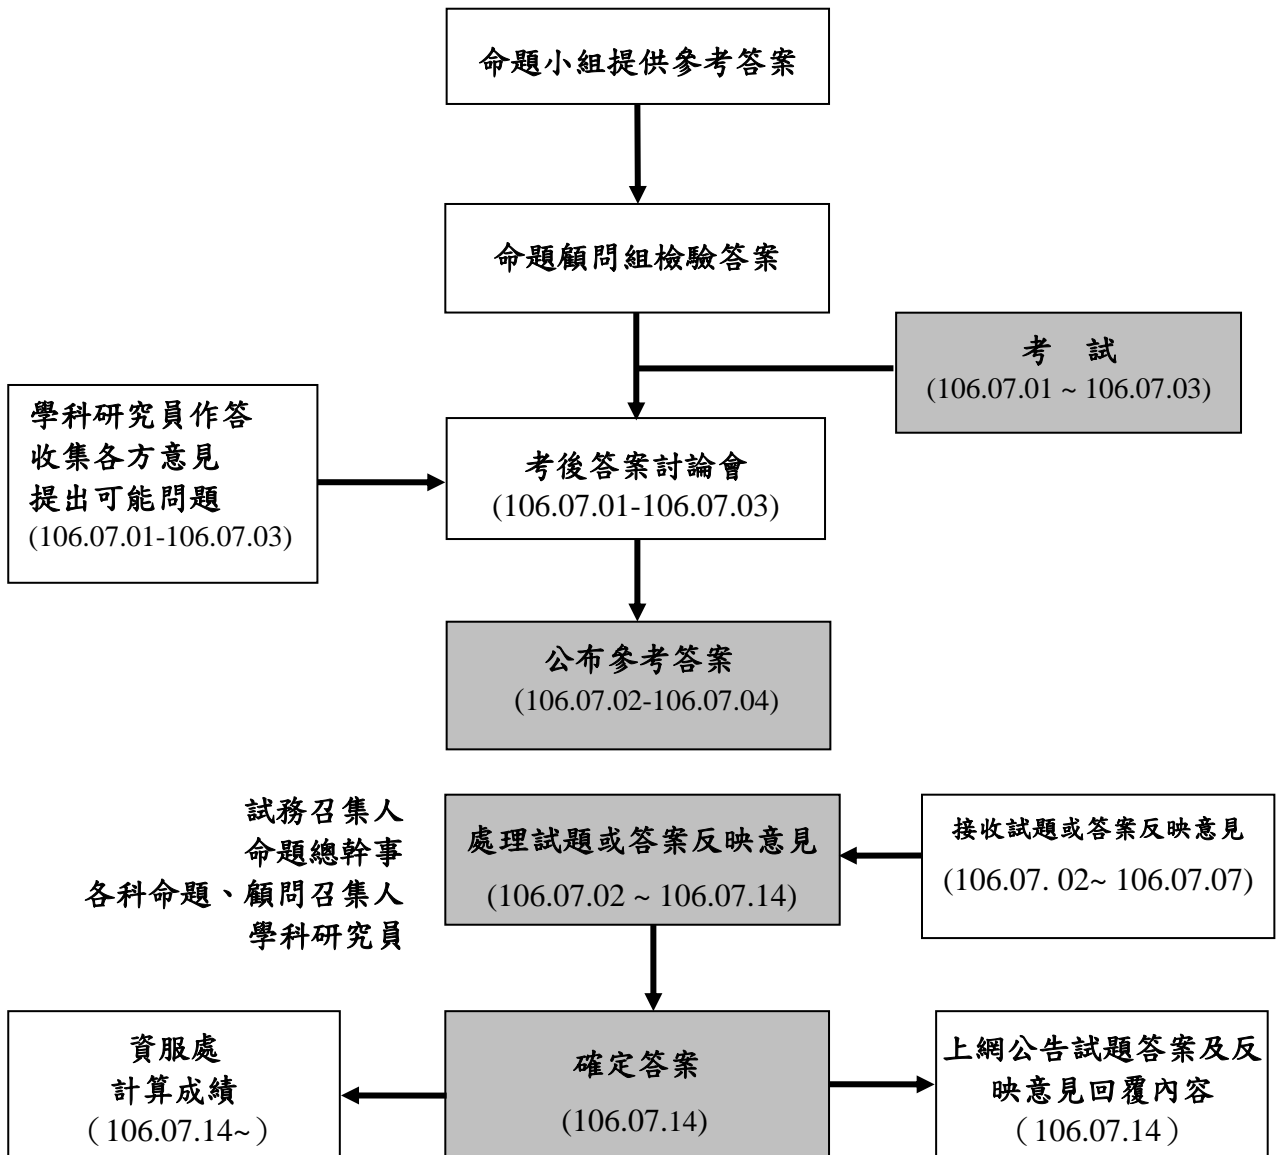 命題小組提供參考答案
命題顧問組檢驗答案
考 試
(106.07.01 ~ 106.07.03)
學科研究員作答
收集各方意見
提出可能問題
(106.07.01-106.07.03)
考後答案討論會
(106.07.01-106.07.03)
公布參考答案
(106.07.02-106.07.04)
試務召集人
命題總幹事
各科命題、顧問召集人
學科研究員
處理試題或答案反映意見
(106.07.02 ~ 106.07.14)
接收試題或答案反映意見
(106.07. 02~ 106.07.07)
資服處
計算成績
（106.07.14~）
確定答案
(106.07.14)
上網公告試題答案及反
映意見回覆內容
（106.07.14）